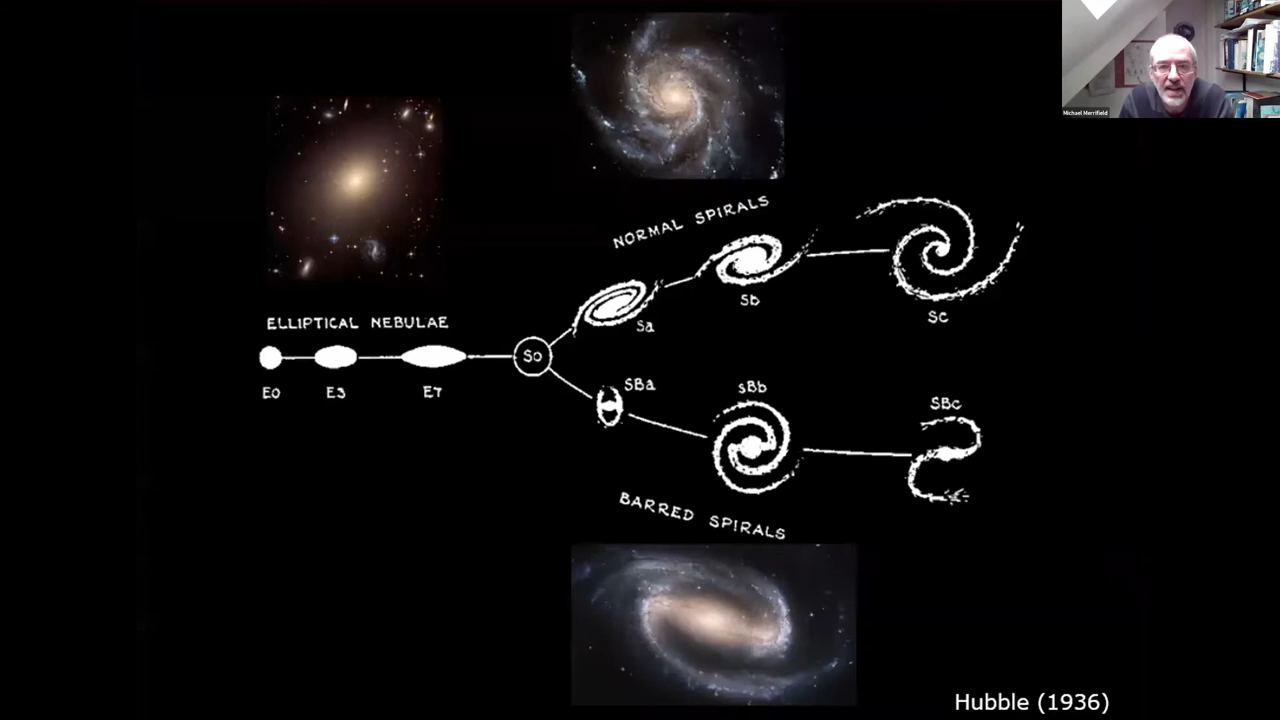 Michael Merrifield
NORMAL SPIRALS
Sa
Sb
Sc
ELLIPTICAL NEBULAE
E0
E3
E7
S0
SBa
SBb
SBc
BARRED SPIRALS
Hubble (1936)